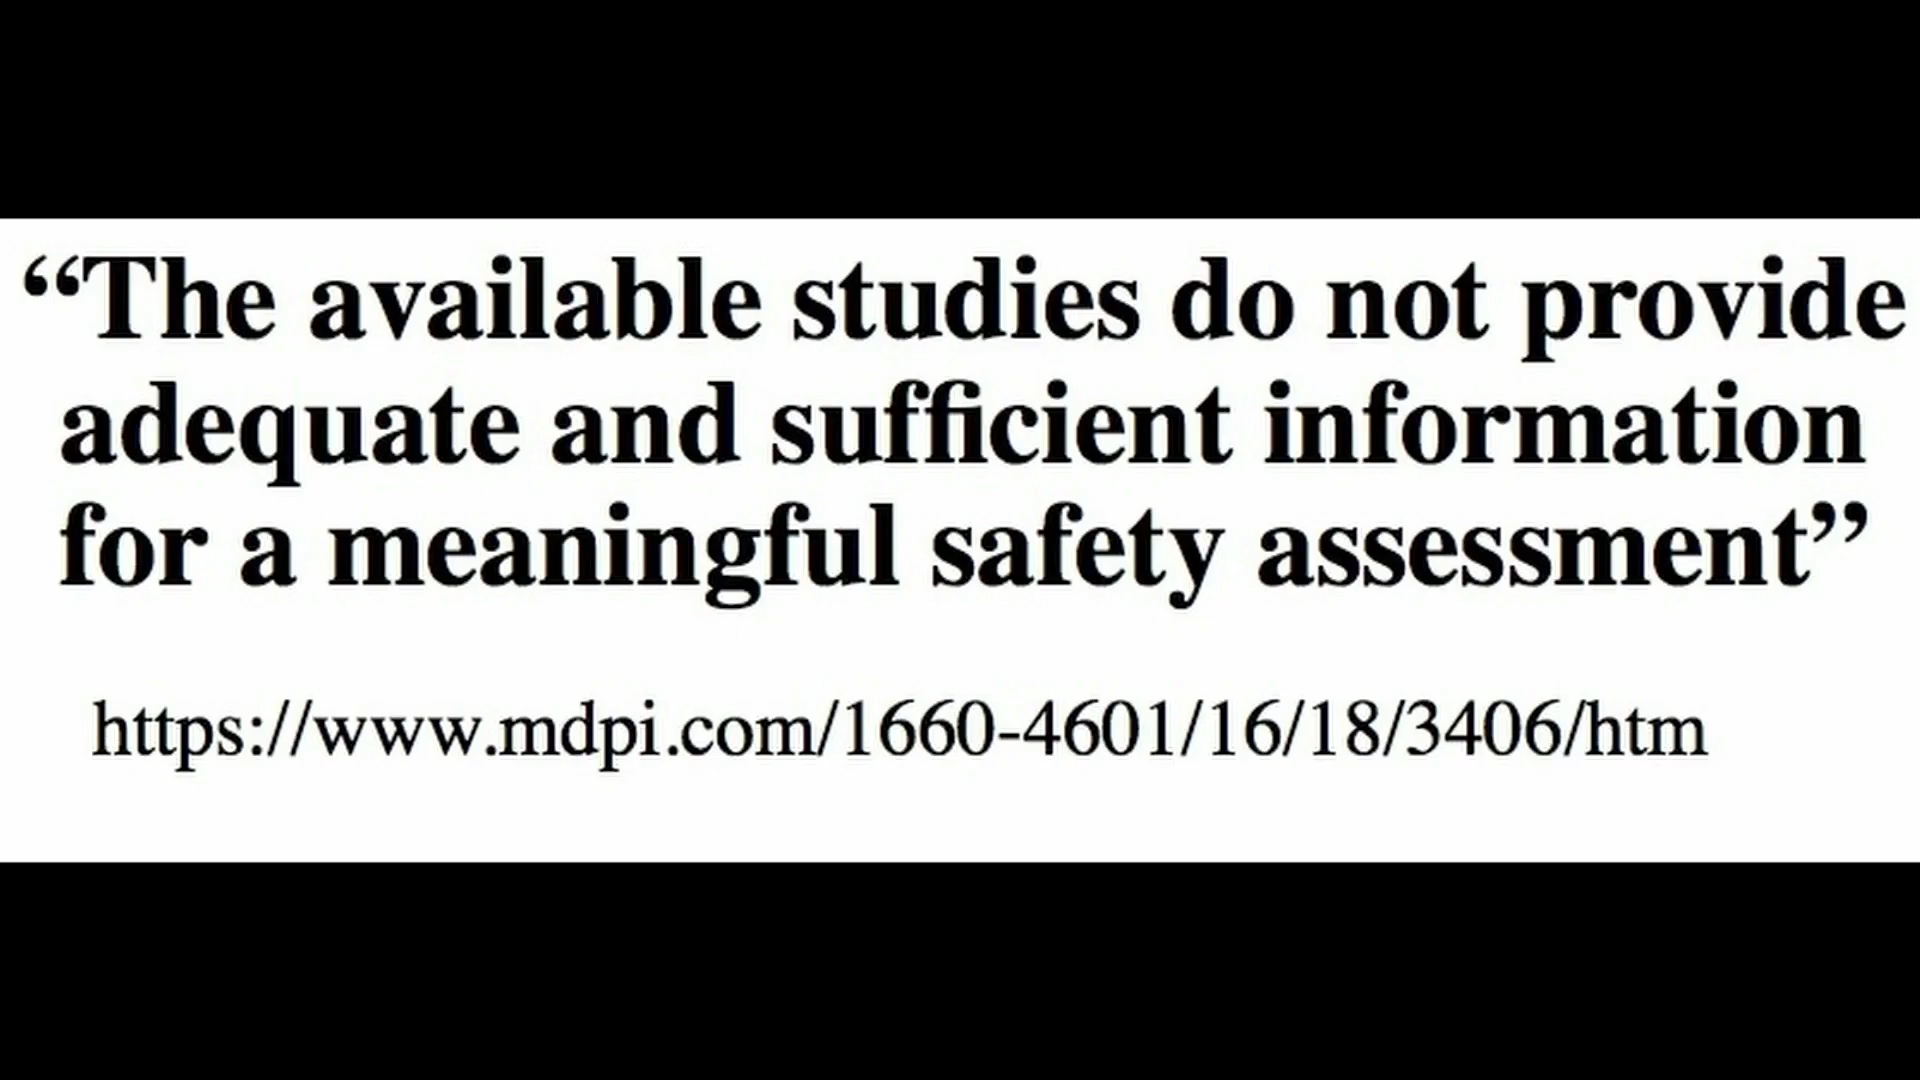 “The available studies do not provide
adequate and sufficient information
for a meaningful safety assessment”
https://www.mdpi.com/1660-4601/16/18/3406/htm